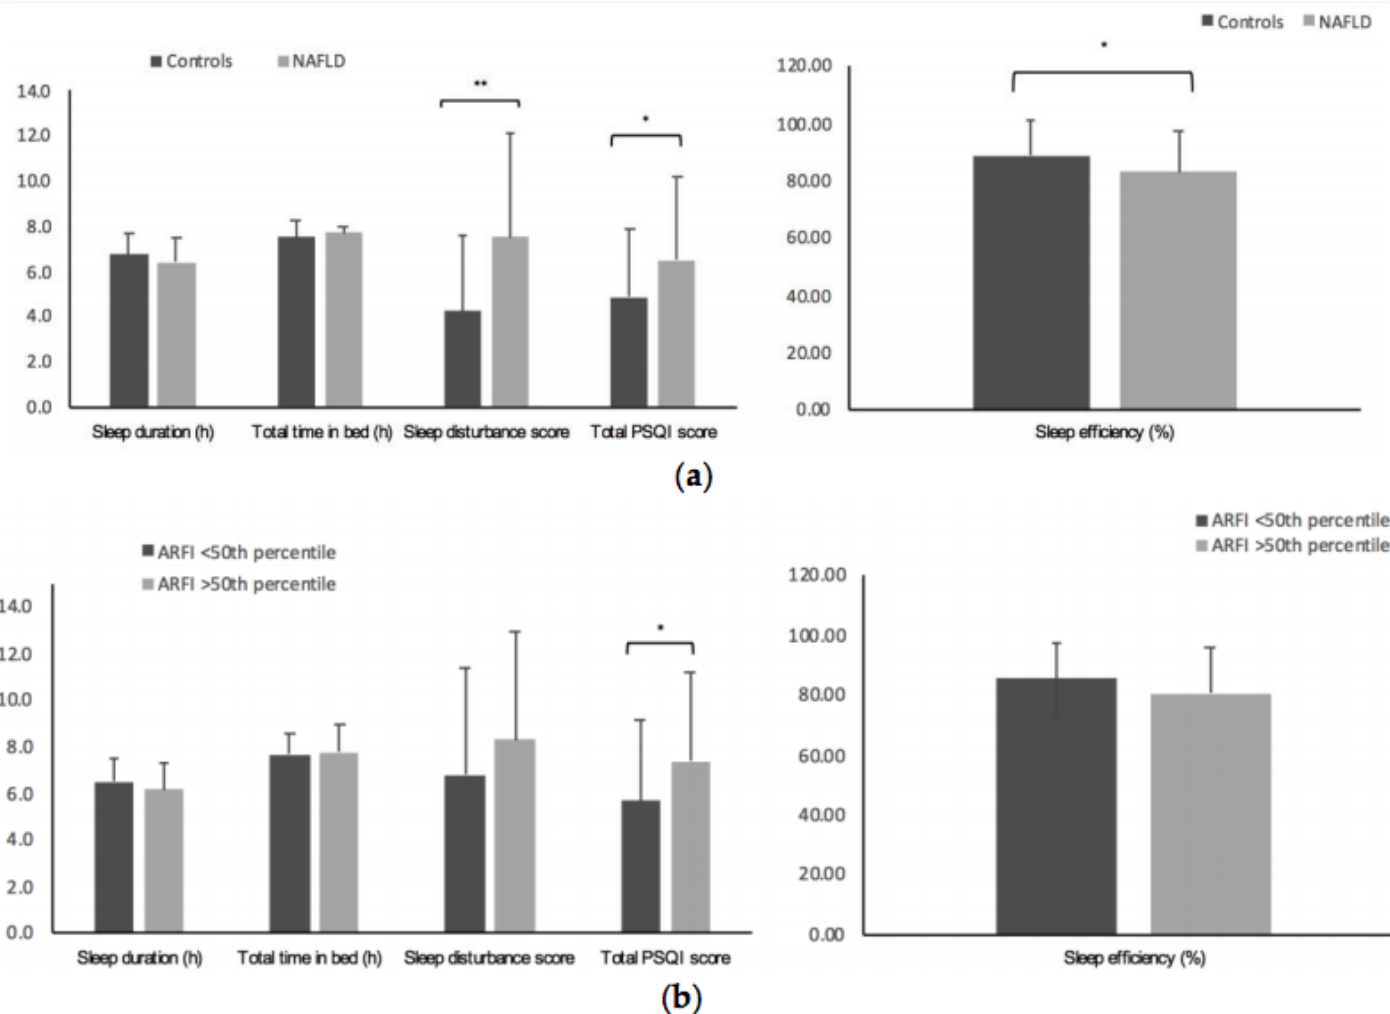 Controls NAFLD
14.0
12.0
10.0
8.0
6.0
4.0
2.0
0.0
**
*
Sleep duration (h) Total time in bed (h) Sleep disturbance score Total PSQI score
Controls NAFLD
120.00
100.00
80.00
60.00
40.00
20.00
0.00
*
Sleep efficiency (%)
(a)
ARFI <50th percentile
ARFI >50th percentile
14.0
12.0
10.0
8.0
6.0
4.0
2.0
0.0
*
Sleep duration (h) Total time in bed (h) Sleep disturbance score Total PSQI score
ARFI <50th percentile
ARFI >50th percentile
120.00
100.00
80.00
60.00
40.00
20.00
0.00
Sleep efficiency (%)
(b)